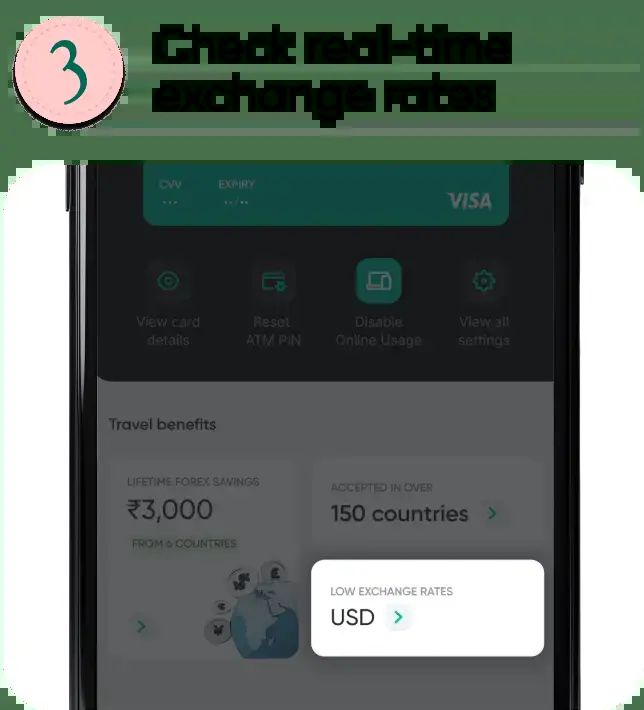 3
Check real-time
exchange rates
CVV EXPIRY
••• ••/••
VISA
View card Reset Disable View all
details ATM PIN Online Usage settings
Travel benefits
LIFETIME FOREX SAVINGS
₹3,000
FROM 6 COUNTRIES
ACCEPTED IN OVER
150 countries
LOW EXCHANGE RATES
USD